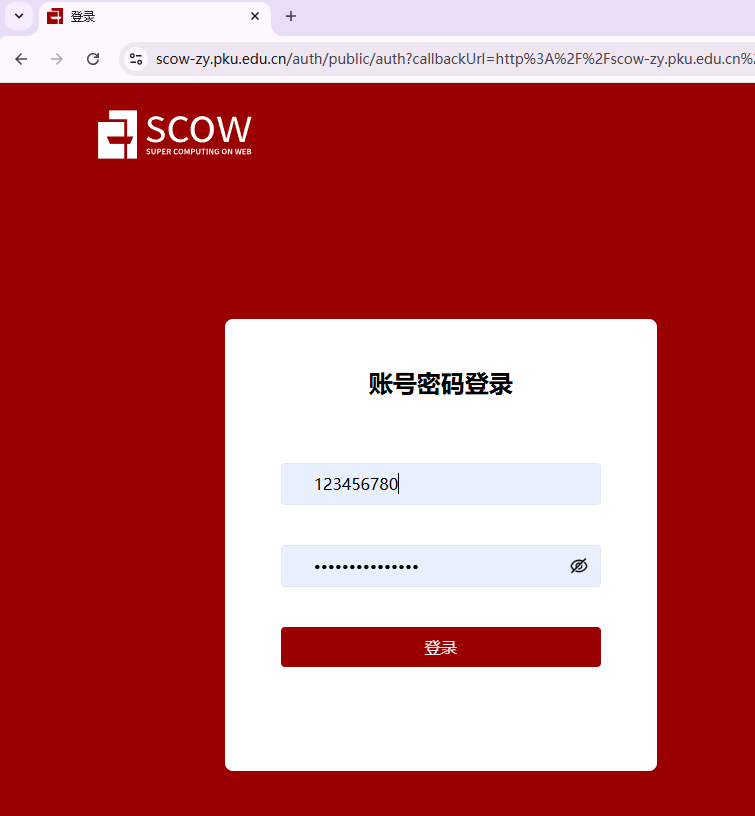 登录
scow-zy.pku.edu.cn/auth/public/auth?callbackUrl=http%3A%2F%2Fscow-zy.pku.edu.cn%
SCOW
SUPER COMPUTING ON WEB
账号密码登录
123456780
•••••••••••••••
登录